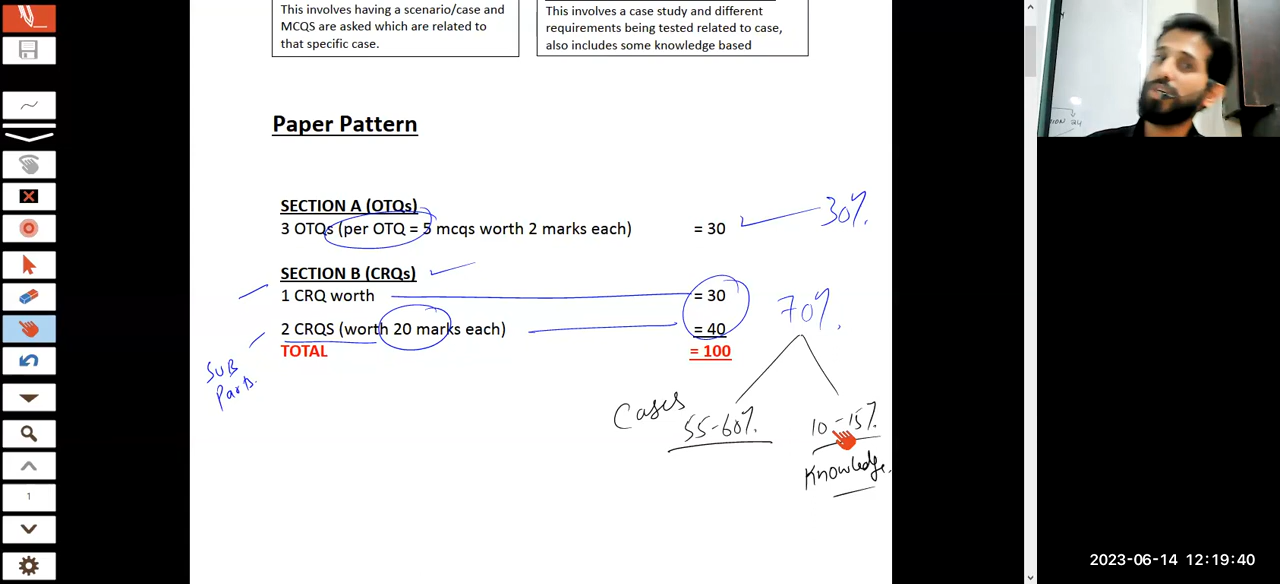 This involves having a scenario/case and
MCQS are asked which are related to
that specific case.
This involves a case study and different
requirements being tested related to case,
also includes some knowledge based
Paper Pattern
SECTION A (OTQs)
3 OTQs (per OTQ = 5 mcqs worth 2 marks each) = 30
30%.
SECTION B (CRQs)
1 CRQ worth = 30
70%.
2 CRQS (worth 20 marks each) = 40
TOTAL = 100
SUB
Parts.
Cases 55-60%. 10-15%.
Knowledge.
1
2023-06-14 12:19:40